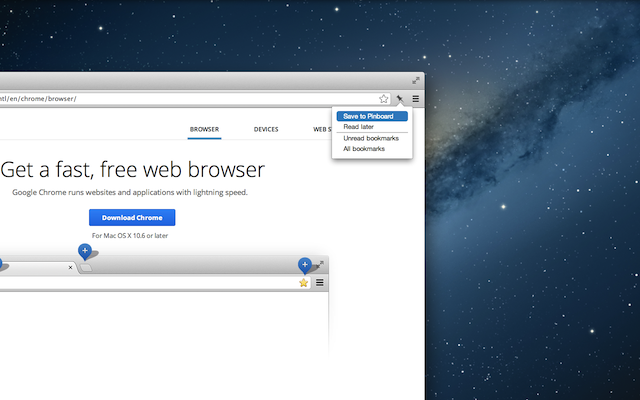 ntl/en/chrome/browser/
Save to Pinboard
Read later
Unread bookmarks
All bookmarks
BROWSER
DEVICES
WEB S
Get a fast, free web browser
Google Chrome runs websites and applications with lightning speed.
Download Chrome
For Mac OS X 10.6 or later